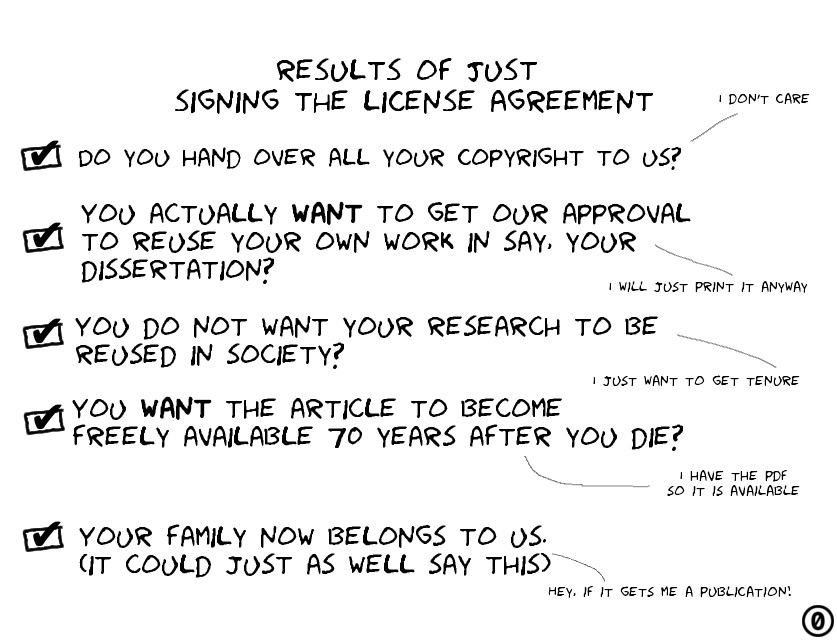 RESULTS OF JUST
SIGNING THE LICENSE AGREEMENT
I DON'T CARE
DO YOU HAND OVER ALL YOUR COPYRIGHT TO US?
YOU ACTUALLY WANT TO GET OUR APPROVAL
TO REUSE YOUR OWN WORK IN SAY, YOUR
DISSERTATION?
I WILL JUST PRINT IT ANYWAY
YOU DO NOT WANT YOUR RESEARCH TO BE
REUSED IN SOCIETY?
I JUST WANT TO GET TENURE
YOU WANT THE ARTICLE TO BECOME
FREELY AVAILABLE 70 YEARS AFTER YOU DIE?
I HAVE THE PDF
SO IT IS AVAILABLE
YOUR FAMILY NOW BELONGS TO US.
(IT COULD JUST AS WELL SAY THIS)
HEY, IF IT GETS ME A PUBLICATION!
0